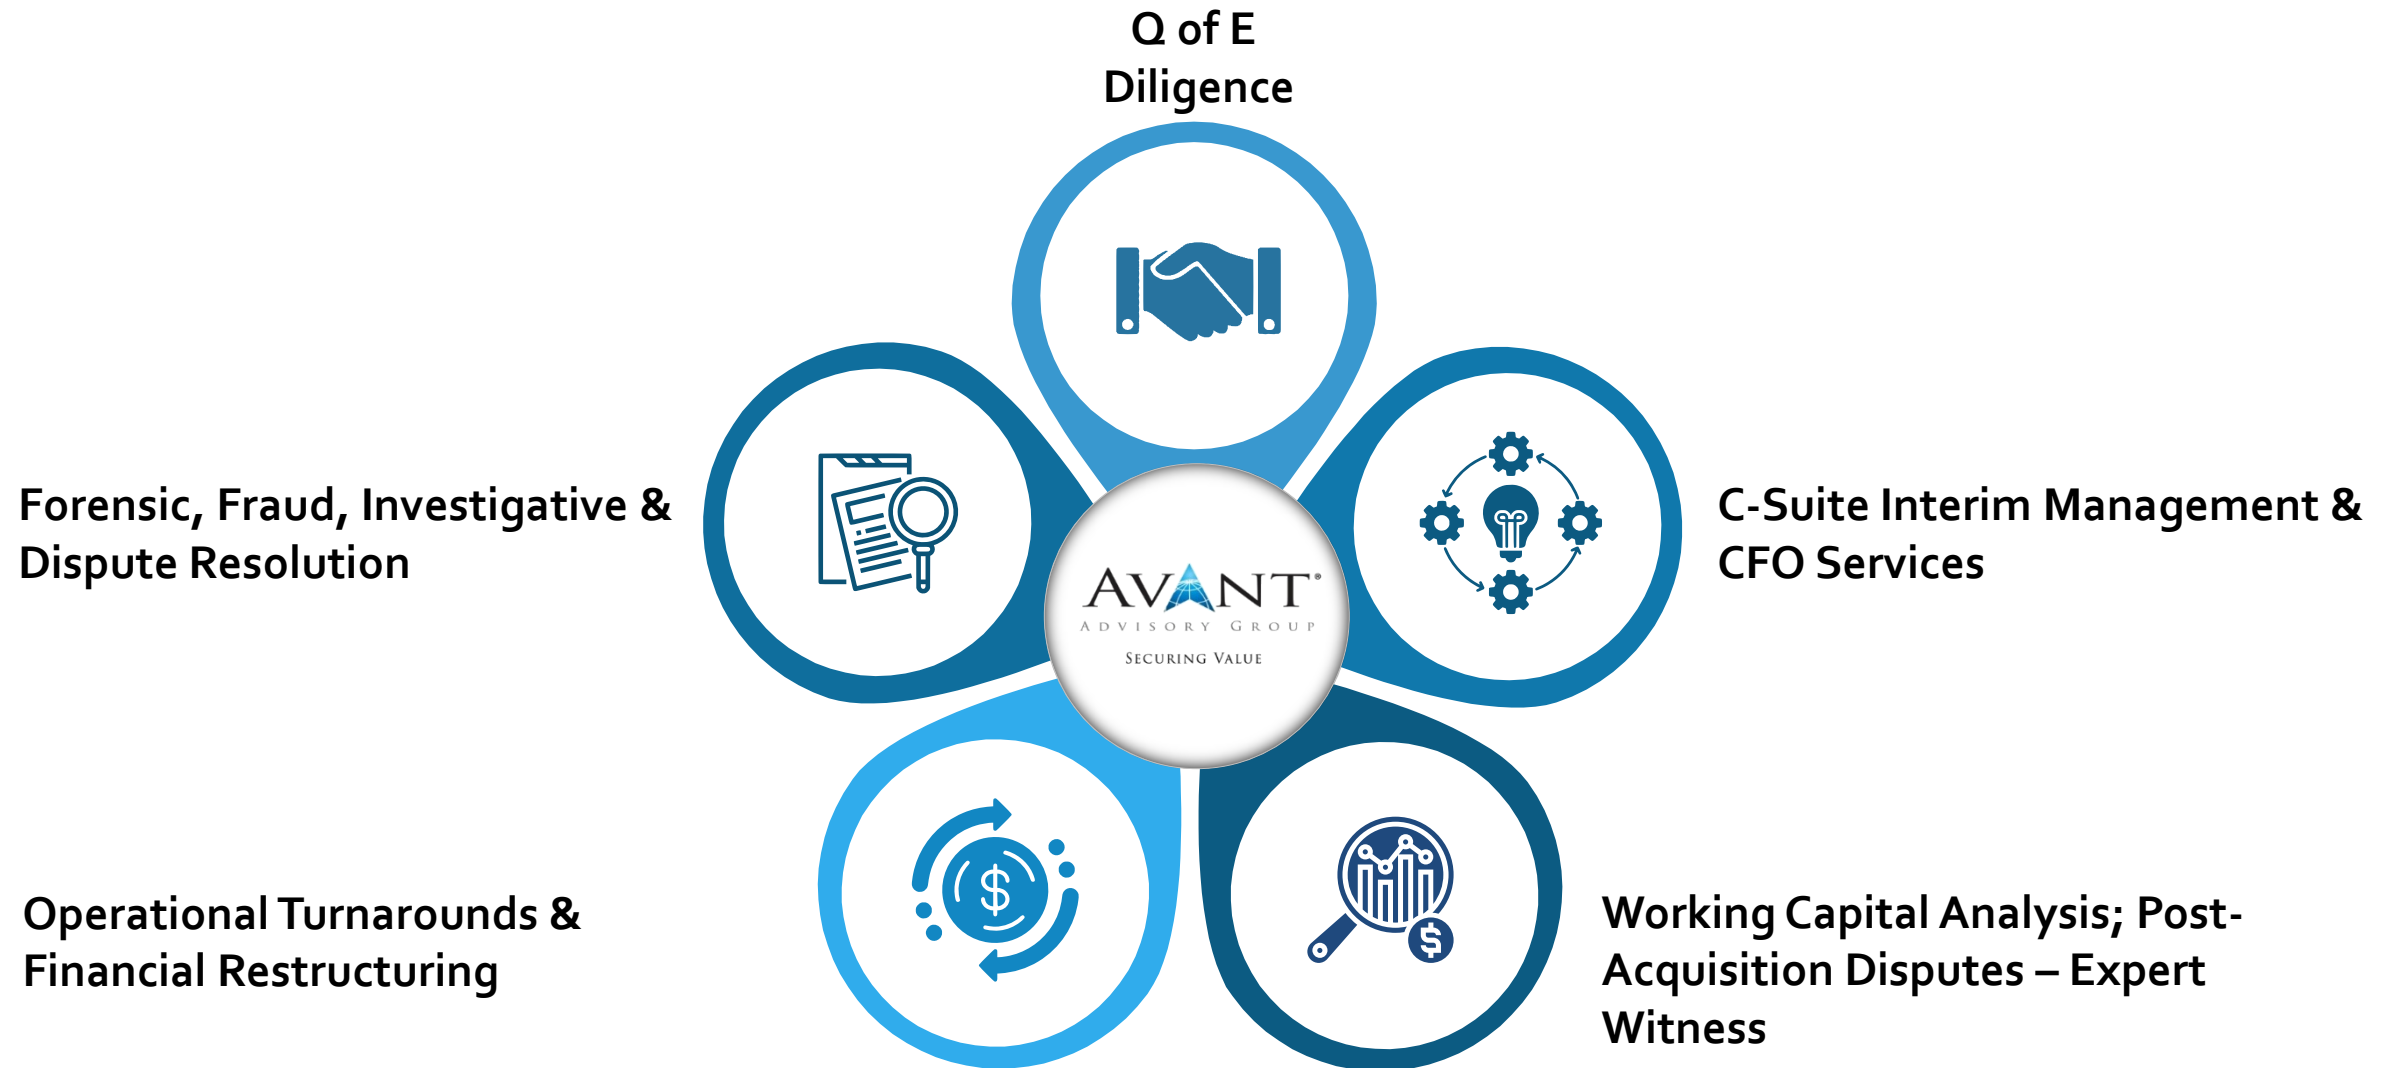 Q of E
Diligence
Forensic, Fraud, Investigative &
Dispute Resolution
C-Suite Interim Management &
CFO Services
AVANT®
ADVISORY GROUP
SECURING VALUE
$
Operational Turnarounds &
Financial Restructuring
$
Working Capital Analysis; Post-
Acquisition Disputes – Expert
Witness